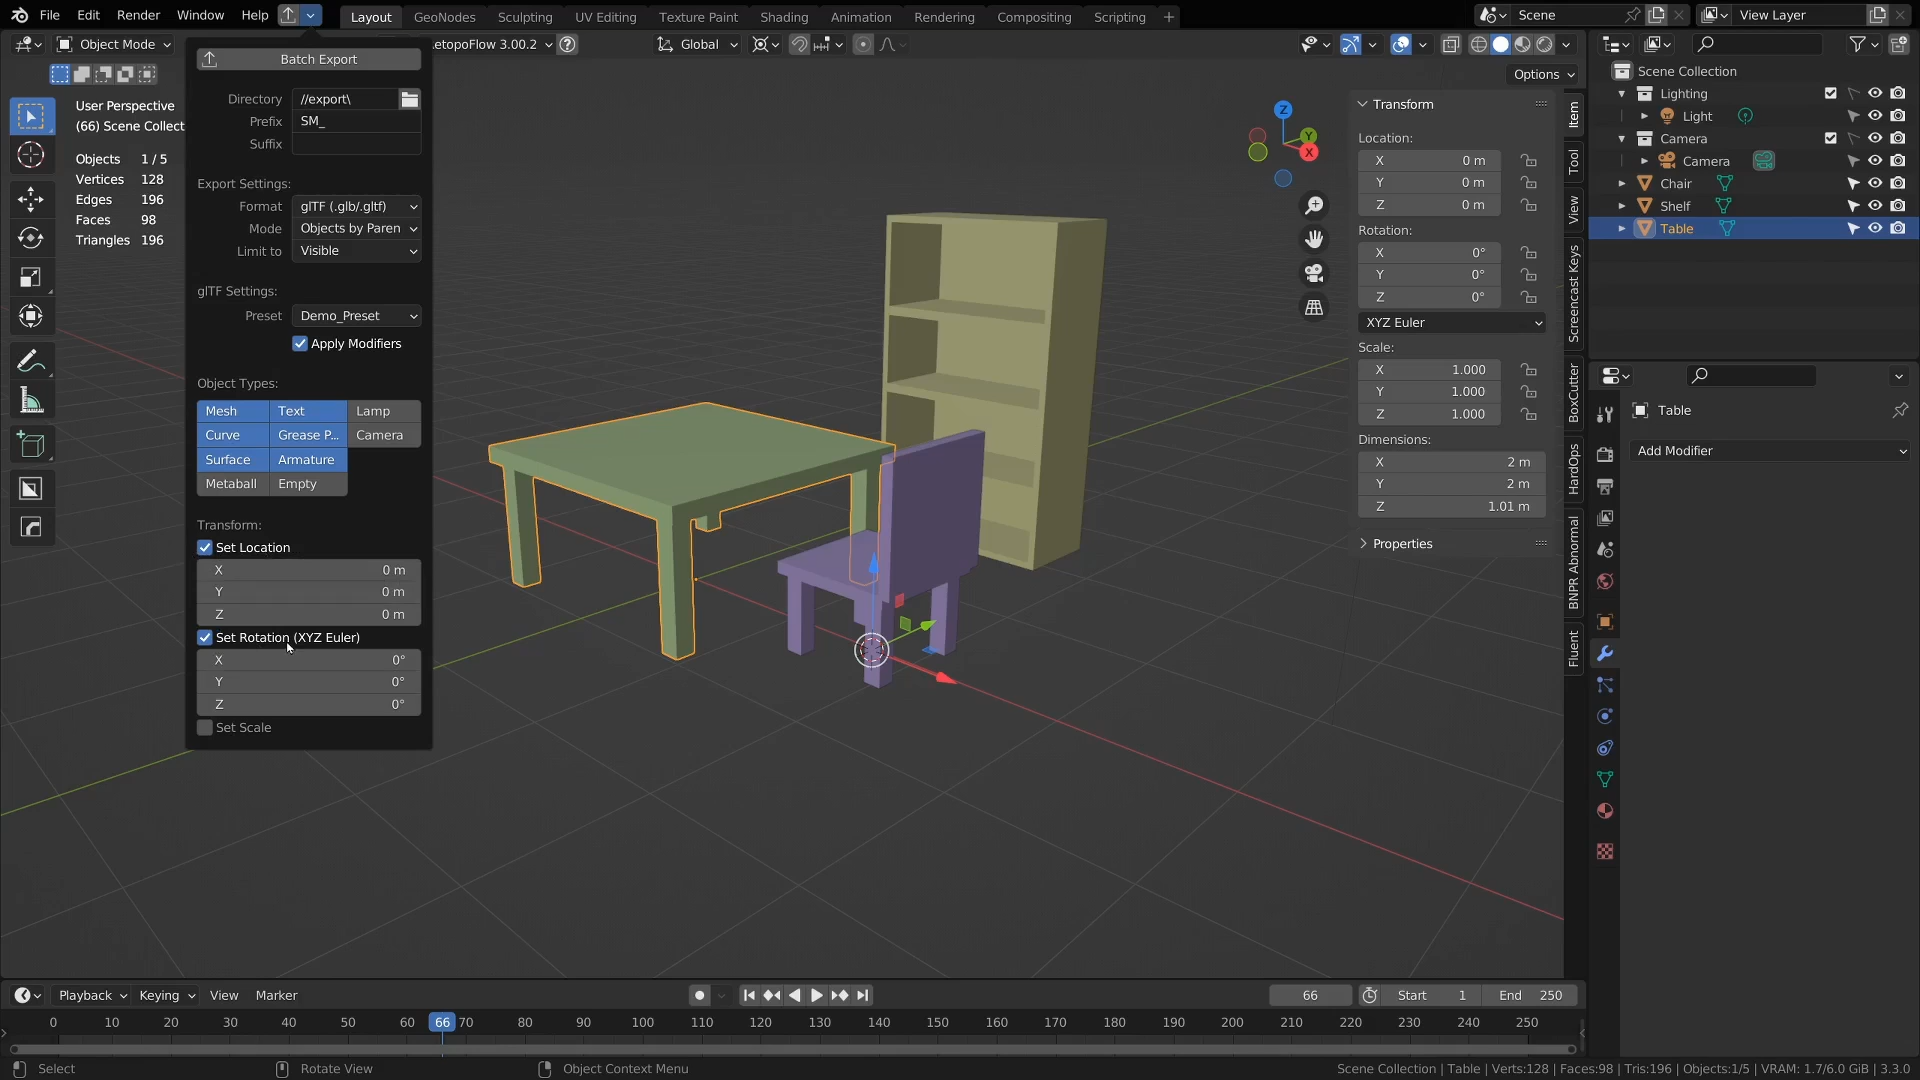 File Edit Render Window Help Layout GeoNodes Sculpting UV Editing Texture Paint Shading Animation Rendering Compositing Scripting + Scene View Layer
Object Mode etopoFlow 3.00.2 Global
Options
Batch Export
Directory //export\
Prefix SM_
Suffix
Export Settings:
Format glTF (.glb/.gltf)
Mode Objects by Paren
Limit to Visible
glTF Settings:
Preset Demo_Preset
Apply Modifiers
Object Types:
Mesh Text Lamp
Curve Grease P... Camera
Surface Armature
Metaball Empty
Transform:
Set Location
X 0 m
Y 0 m
Z 0 m
Set Rotation (XYZ Euler)
X 0°
Y 0°
Z 0°
Set Scale
User Perspective
(66) Scene Collect
Objects 1 / 5
Vertices 128
Edges 196
Faces 98
Triangles 196
Z
Y
X
Transform
Location:
X 0 m
Y 0 m
Z 0 m
Rotation:
X 0°
Y 0°
Z 0°
XYZ Euler
Scale:
X 1.000
Y 1.000
Z 1.000
Dimensions:
X 2 m
Y 2 m
Z 1.01 m
Properties
Item
Tool
View
Screencast Keys
BoxCutter
HardOps
BNPR Abnormal
Fluent
Scene Collection
Lighting
Light
Camera
Camera
Chair
Shelf
Table
Table
Add Modifier
Playback Keying View Marker 66 Start 1 End 250
0 10 20 30 40 50 60 66 70 80 90 100 110 120 130 140 150 160 170 180 190 200 210 220 230 240 250
Select Rotate View Object Context Menu Scene Collection | Table | Verts:128 | Faces:98 | Tris:196 | Objects:1/5 | VRAM: 1.7/6.0 GiB | 3.3.0